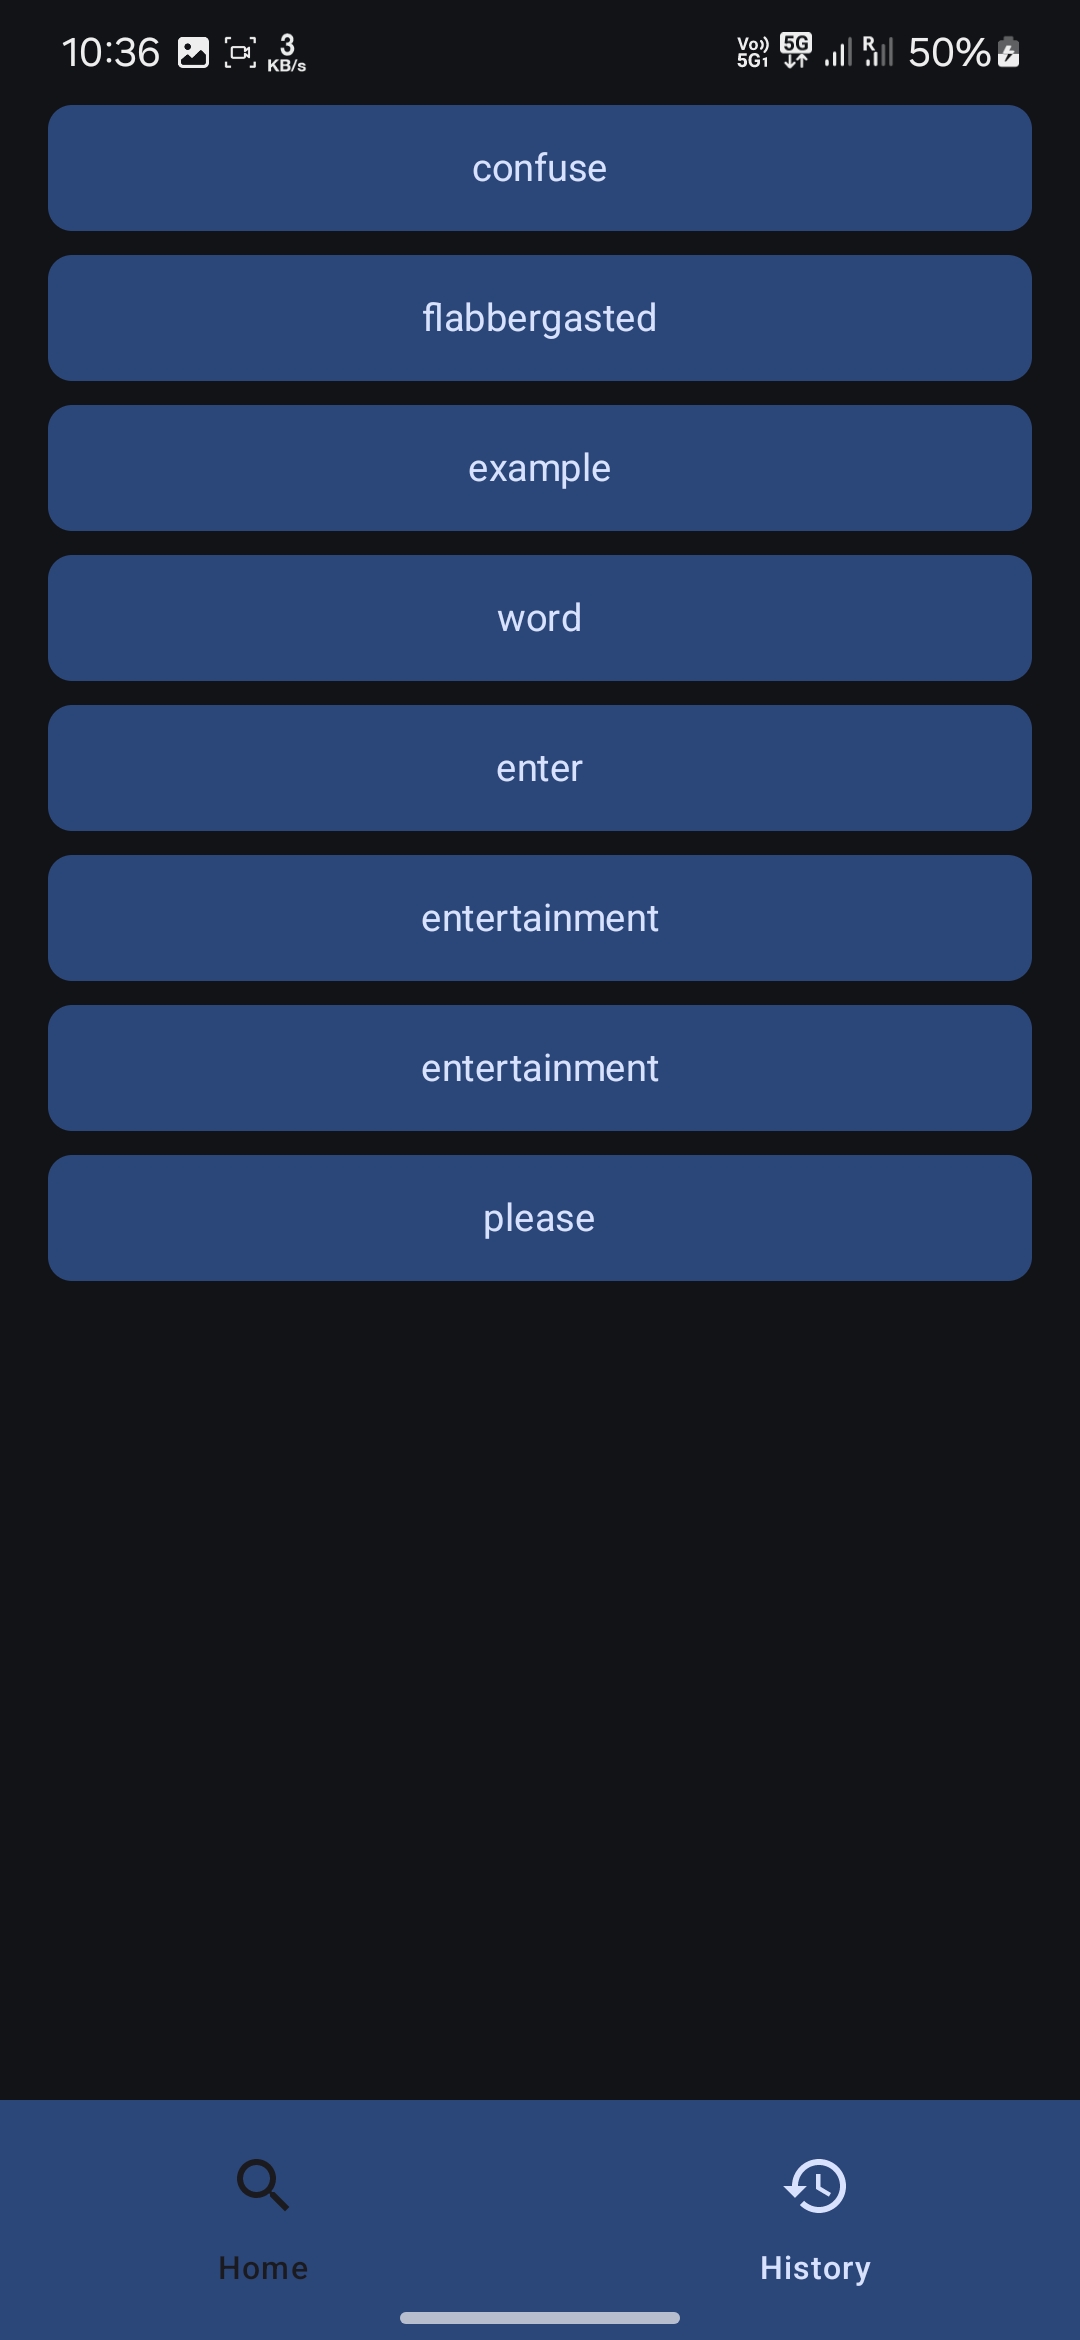 10:36 3 KB/s Vo)) 5G1 5G R 50%
confuse
flabbergasted
example
word
enter
entertainment
entertainment
please
Home History